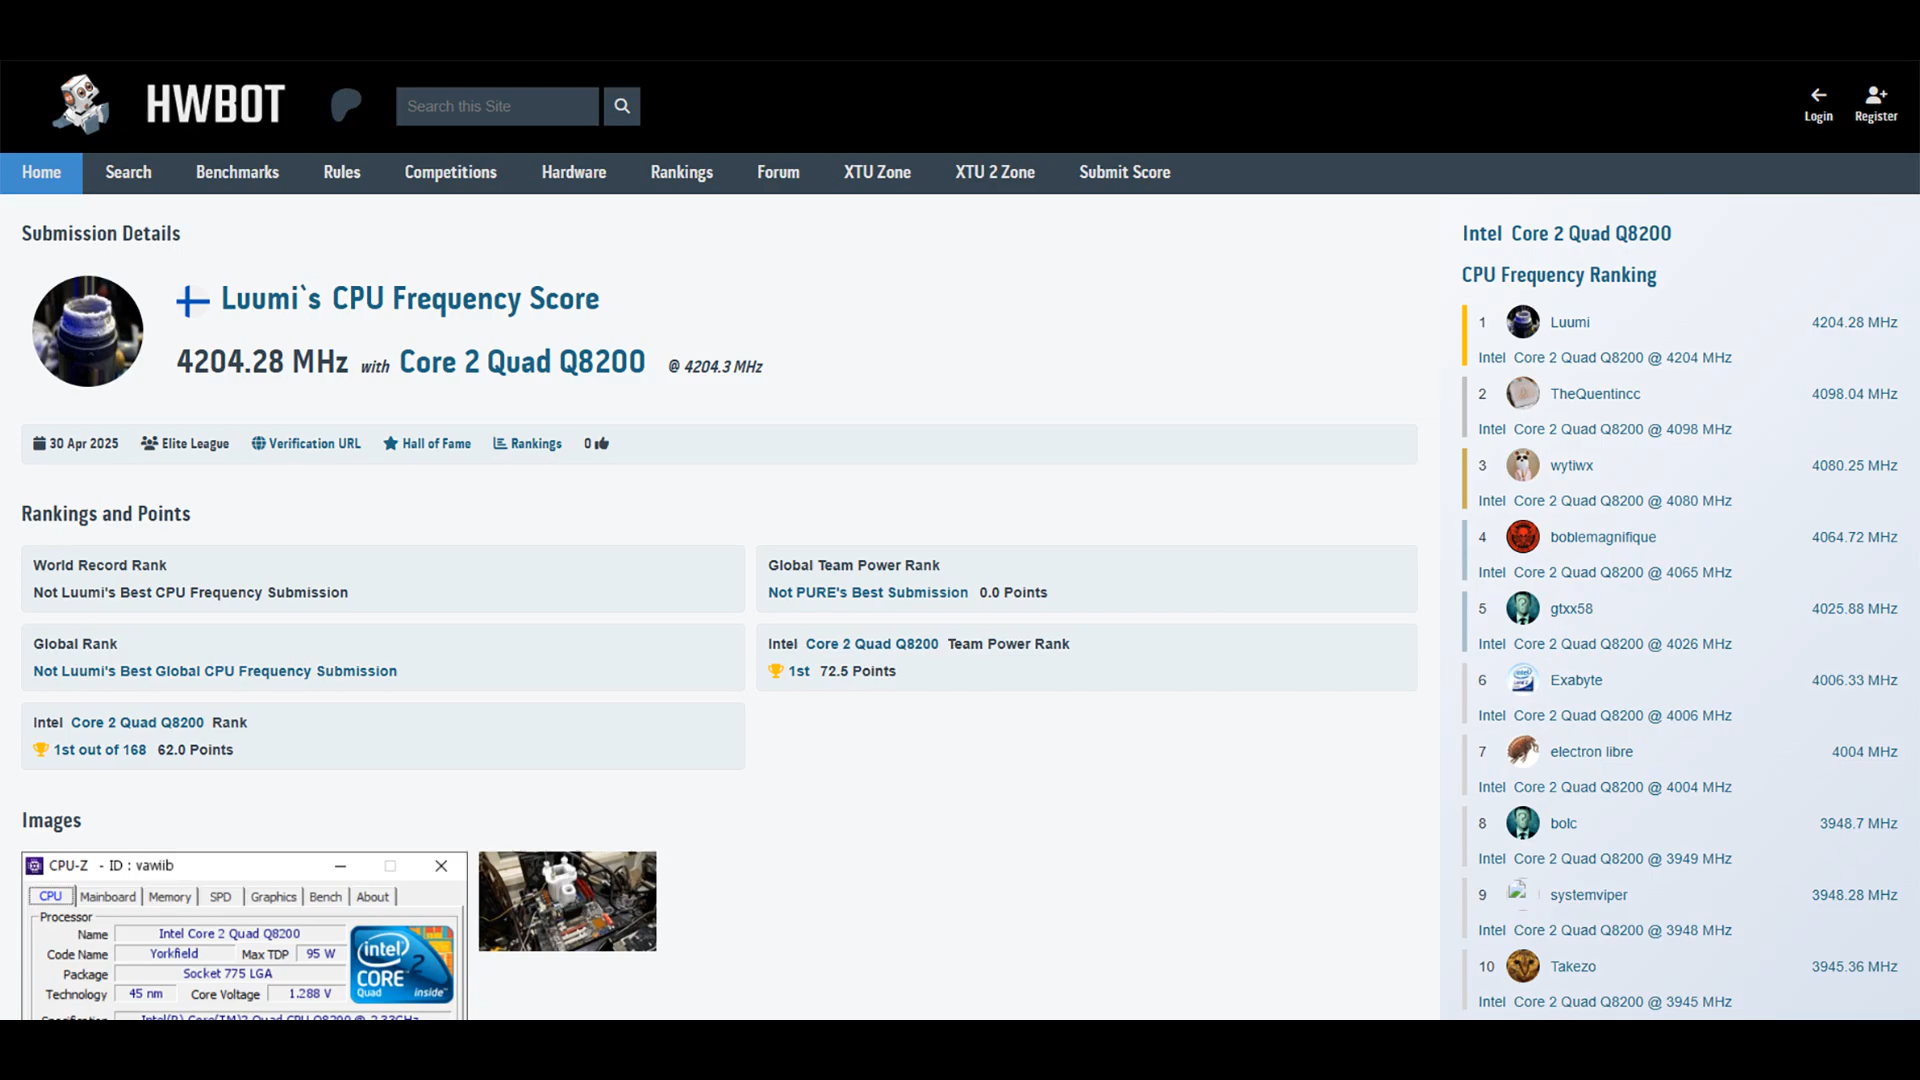 HWBOT
Search this Site
Login
Register
Home
Search
Benchmarks
Rules
Competitions
Hardware
Rankings
Forum
XTU Zone
XTU 2 Zone
Submit Score
Submission Details
Luumi`s CPU Frequency Score
4204.28 MHz with Core 2 Quad Q8200 @ 4204.3 MHz
30 Apr 2025
Elite League
Verification URL
Hall of Fame
Rankings
0
Rankings and Points
World Record Rank
Not Luumi's Best CPU Frequency Submission
Global Team Power Rank
Not PURE's Best Submission 0.0 Points
Global Rank
Not Luumi's Best Global CPU Frequency Submission
Intel Core 2 Quad Q8200 Team Power Rank
1st 72.5 Points
Intel Core 2 Quad Q8200 Rank
1st out of 168 62.0 Points
Images
CPU-Z - ID : vawiib
CPU Mainboard Memory SPD Graphics Bench About
Processor
Name Intel Core 2 Quad Q8200
Code Name Yorkfield Max TDP 95 W
Package Socket 775 LGA
Technology 45 nm Core Voltage 1.288 V
Specification Intel(R) Core(TM)2 Quad CPU Q8200 @ 2.33GHz
intel
CORE 2
Quad inside™
Intel Core 2 Quad Q8200
CPU Frequency Ranking
1 Luumi 4204.28 MHz
Intel Core 2 Quad Q8200 @ 4204 MHz
2 TheQuentincc 4098.04 MHz
Intel Core 2 Quad Q8200 @ 4098 MHz
3 wytiwx 4080.25 MHz
Intel Core 2 Quad Q8200 @ 4080 MHz
4 boblemagnifique 4064.72 MHz
Intel Core 2 Quad Q8200 @ 4065 MHz
5 gtxx58 4025.88 MHz
Intel Core 2 Quad Q8200 @ 4026 MHz
6 Exabyte 4006.33 MHz
Intel Core 2 Quad Q8200 @ 4006 MHz
7 electron libre 4004 MHz
Intel Core 2 Quad Q8200 @ 4004 MHz
8 bolc 3948.7 MHz
Intel Core 2 Quad Q8200 @ 3949 MHz
9 systemviper 3948.28 MHz
Intel Core 2 Quad Q8200 @ 3948 MHz
10 Takezo 3945.36 MHz
Intel Core 2 Quad Q8200 @ 3945 MHz